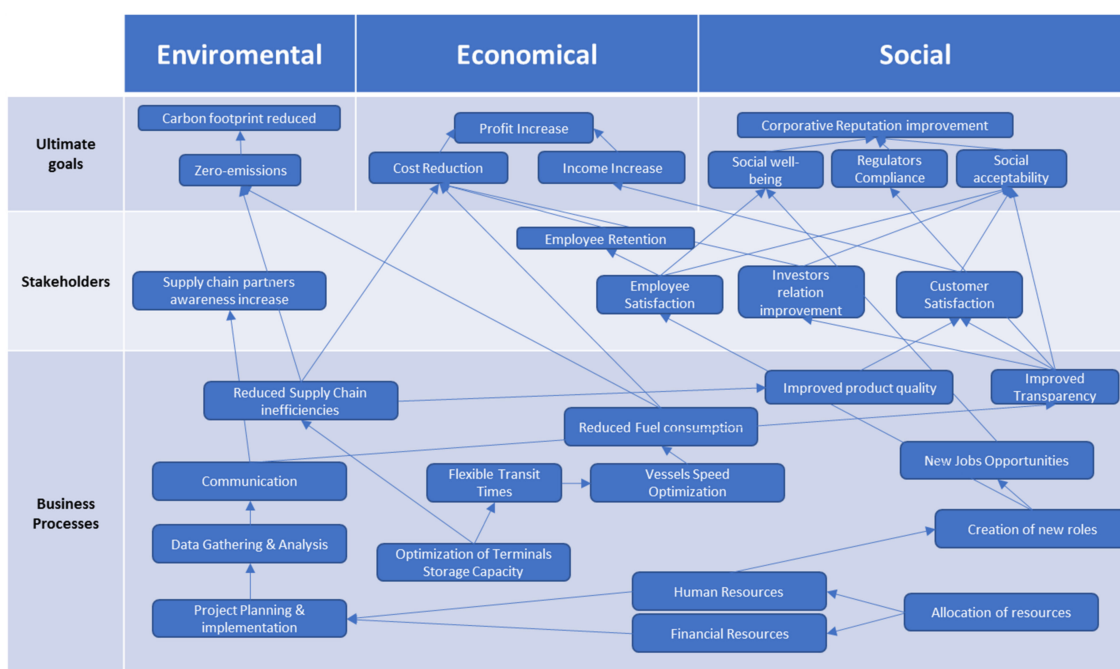 Enviromental
Economical
Social
Ultimate
goals
Carbon footprint reduced
Profit Increase
Corporative Reputation improvement
Zero-emissions
Cost Reduction
Income Increase
Social well-
being
Regulators
Compliance
Social
acceptability
Stakeholders
Employee Retention
Supply chain partners
awareness increase
Employee
Satisfaction
Investors
relation
improvement
Customer
Satisfaction
Business
Processes
Reduced Supply Chain
inefficiencies
Improved product quality
Improved
Transparency
Reduced Fuel consumption
Communication
Flexible Transit
Times
Vessels Speed
Optimization
New Jobs Opportunities
Data Gathering & Analysis
Optimization of Terminals
Storage Capacity
Creation of new roles
Project Planning &
implementation
Human Resources
Financial Resources
Allocation of resources